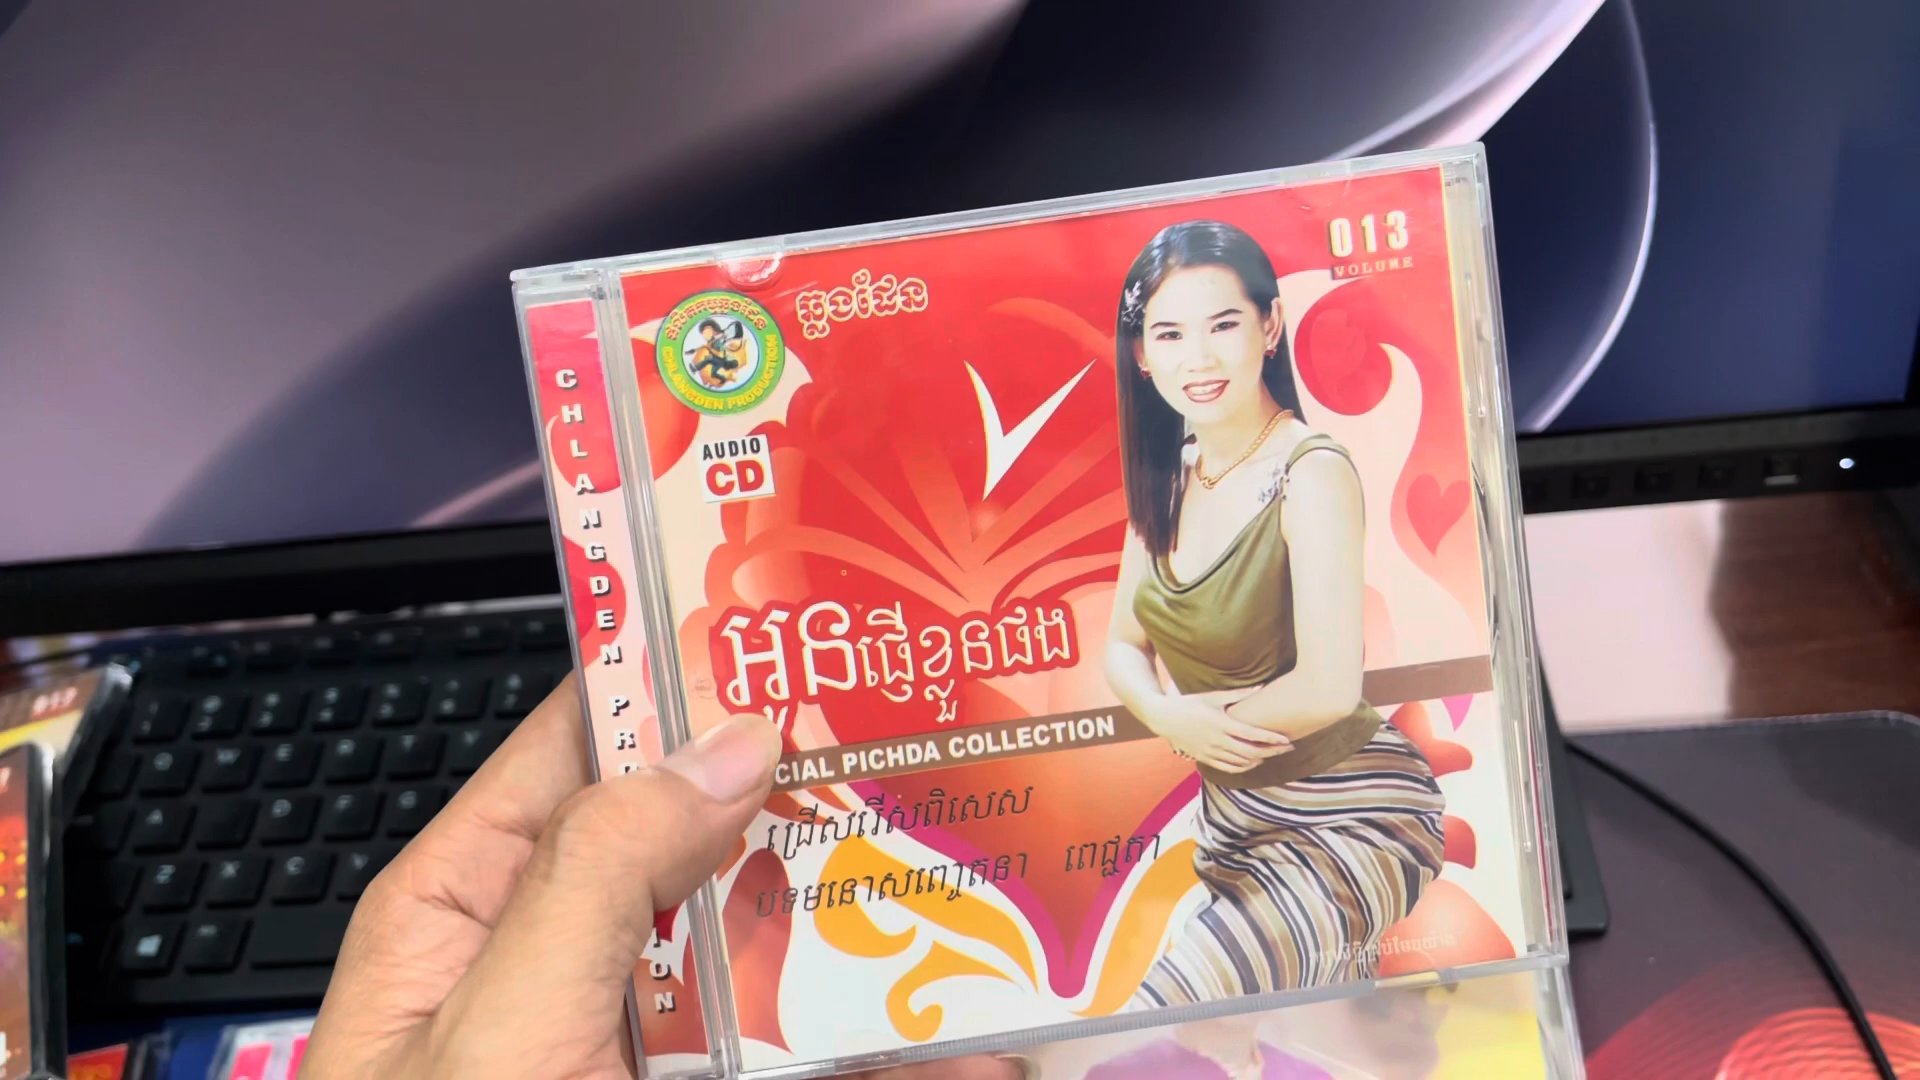 ឆ្លងដែន
013
VOLUME
CHLANGDEN PRODUCTION
AUDIO
CD
អូនផ្ញើខ្លួនផង
CIAL PICHDA COLLECTION
ជ្រើសរើសពិសេស
បទមនោសញ្ចេតនា ពេជ្ជតា
CHLANGDEN PR
ION